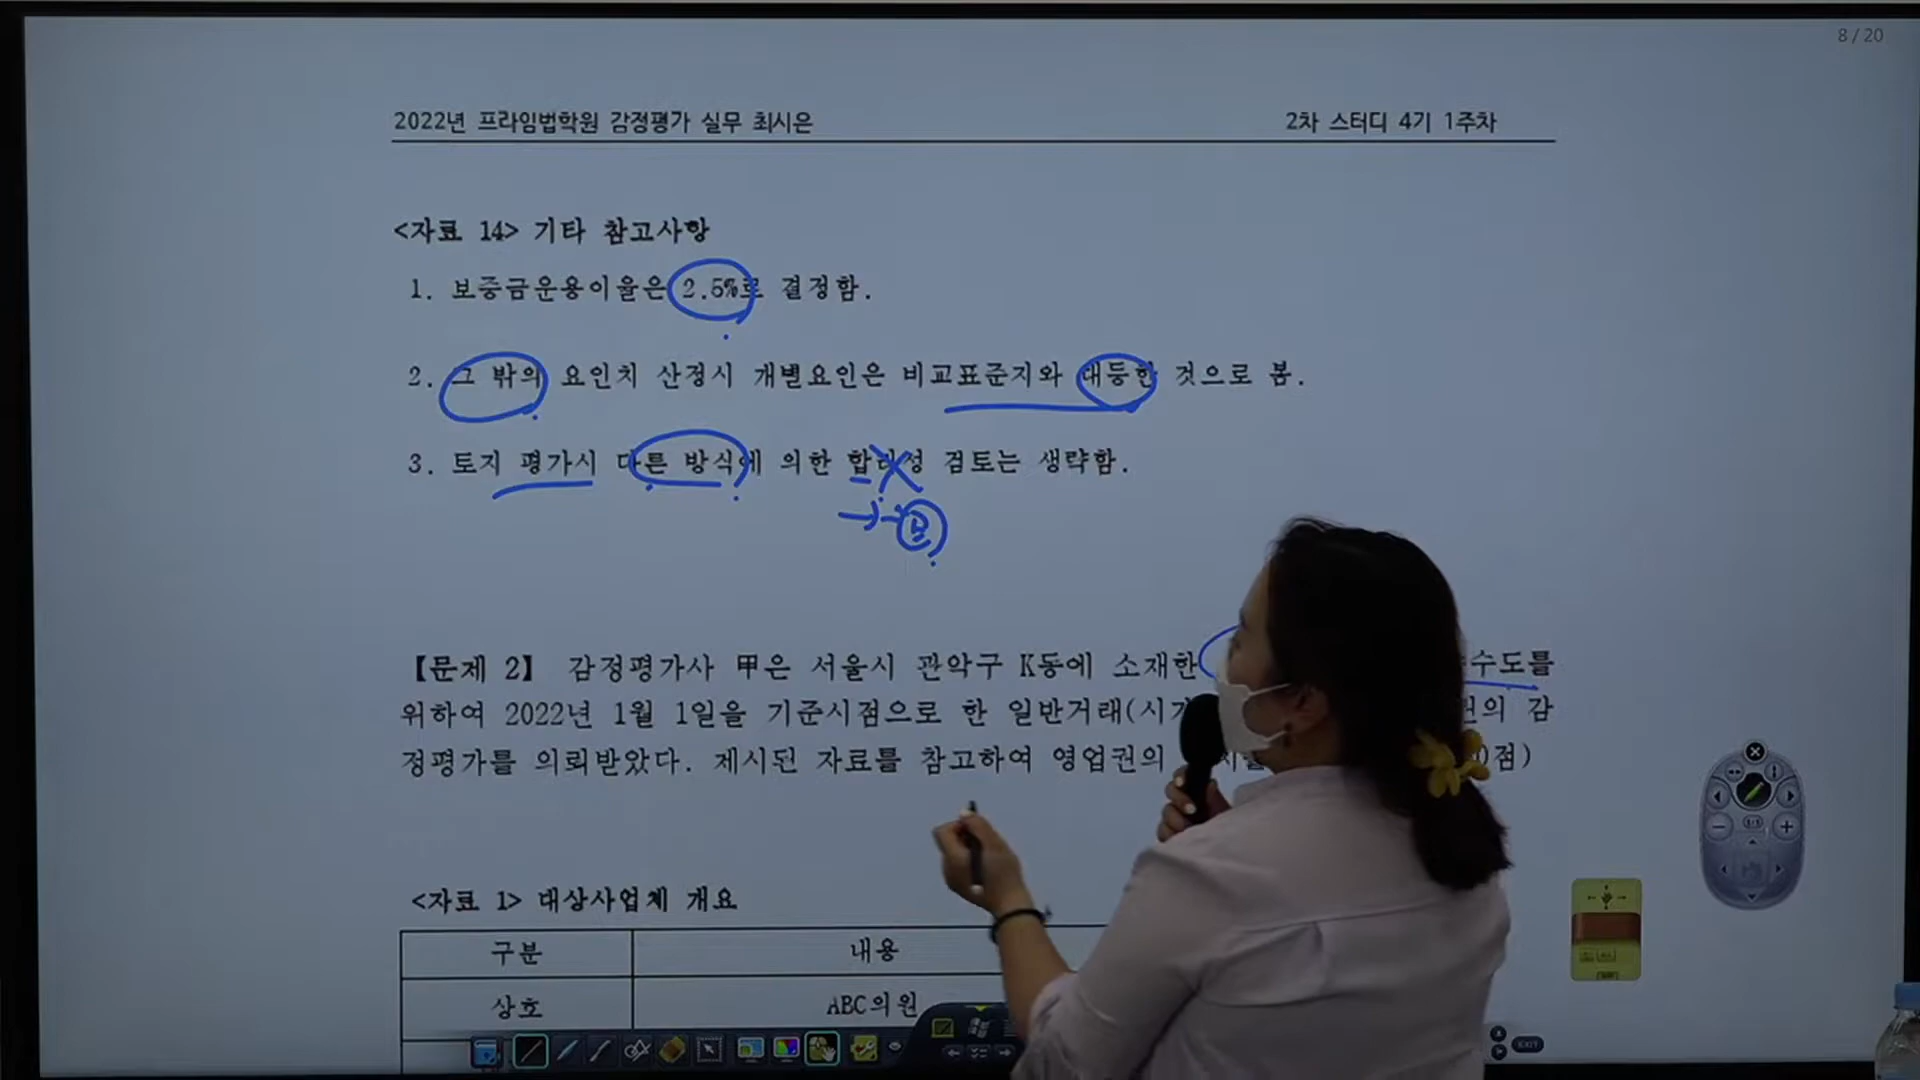 8 / 20
2022년 프라임법학원 감정평가 실무 최시은 2차 스터디 4기 1주차
<자료 14> 기타 참고사항
1. 보증금운용이율은 2.5%로 결정함.
2. 그 밖의 요인치 산정시 개별요인은 비교표준지와 대등한 것으로 봄.
3. 토지 평가시 다른 방식에 의한 합리성 검토는 생략함.
【문제 2】 감정평가사 甲은 서울시 관악구 K동에 소재한 수도를
위하여 2022년 1월 1일을 기준시점으로 한 일반거래(시가 의 감
정평가를 의뢰받았다. 제시된 자료를 참고하여 영업권의 점)
<자료 1> 대상사업체 개요
구분 내용
상호 ABC의원
EXIT